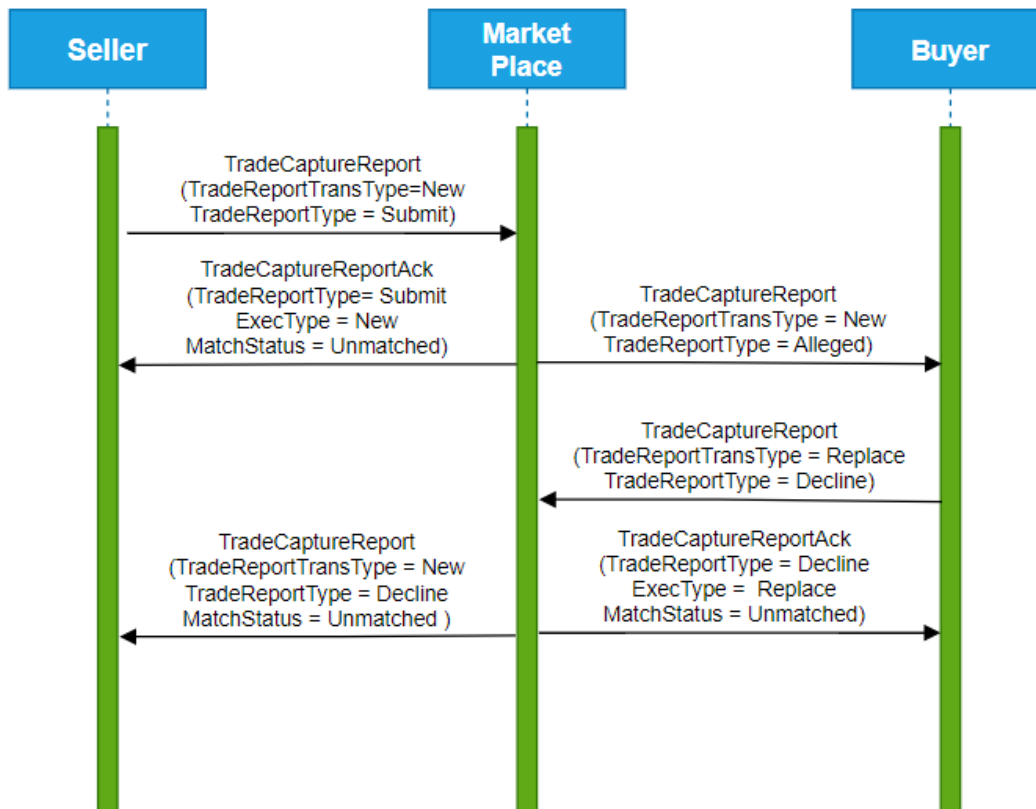 Seller
Market
Place
Buyer
TradeCaptureReport
(TradeReportTransType=New
TradeReportType = Submit)
TradeCaptureReportAck
(TradeReportType= Submit
ExecType = New
MatchStatus = Unmatched)
TradeCaptureReport
(TradeReportTransType = New
TradeReportType = Alleged)
TradeCaptureReport
(TradeReportTransType = Replace
TradeReportType = Decline)
TradeCaptureReport
(TradeReportTransType = New
TradeReportType = Decline
MatchStatus = Unmatched )
TradeCaptureReportAck
(TradeReportType = Decline
ExecType =  Replace
MatchStatus = Unmatched)